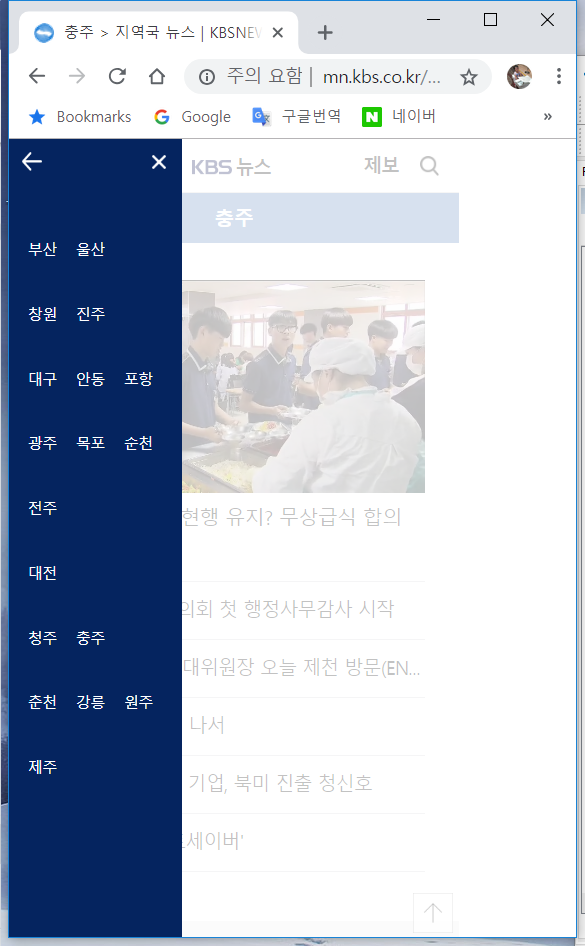 충주 > 지역국 뉴스 | KBSNEW
주의 요함 | mn.kbs.co.kr/...
Bookmarks Google 구글번역 네이버 »
KBS 뉴스 제보
충주
부산 울산
창원 진주
대구 안동 포항
광주 목포 순천
현행 유지? 무상급식 합의
전주
대전
의회 첫 행정사무감사 시작
청주 충주
대위원장 오늘 제천 방문(EN...
춘천 강릉 원주
나서
제주
기업, 북미 진출 청신호
세이버'